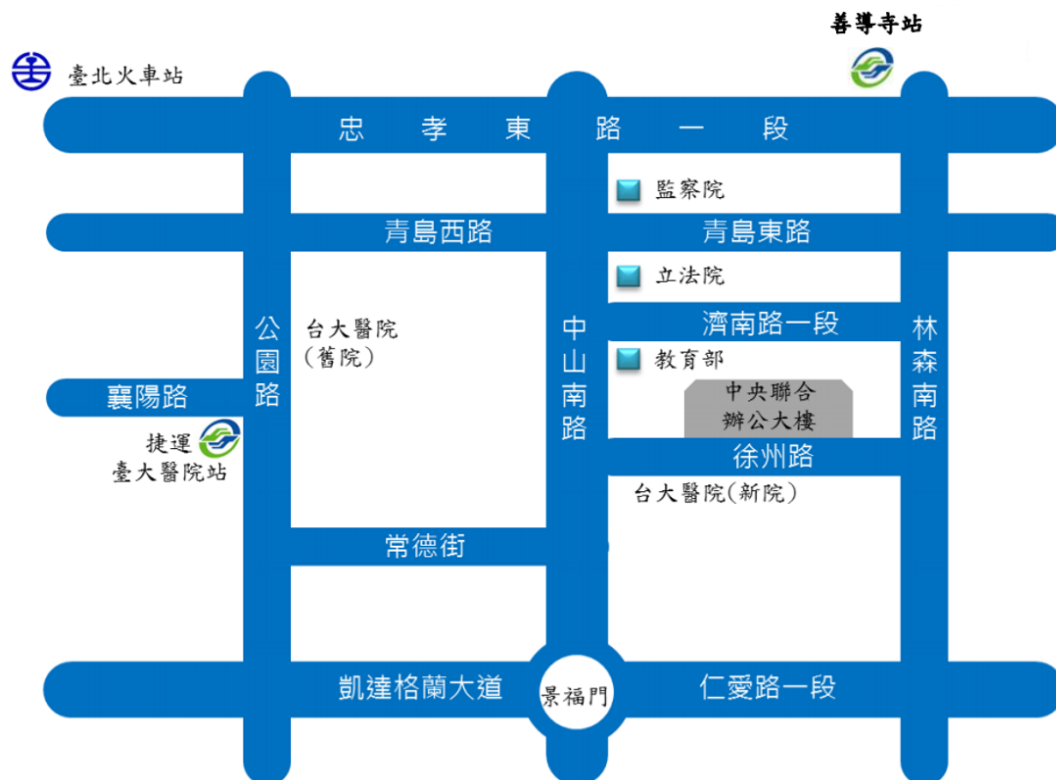 善導寺站
臺北火車站
忠孝東路一段
監察院
青島西路
青島東路
立法院
公園路
台大醫院
(舊院)
中山南路
濟南路一段
林森南路
教育部
襄陽路
中央聯合
辦公大樓
捷運
臺大醫院站
徐州路
台大醫院(新院)
常德街
凱達格蘭大道
景福門
仁愛路一段